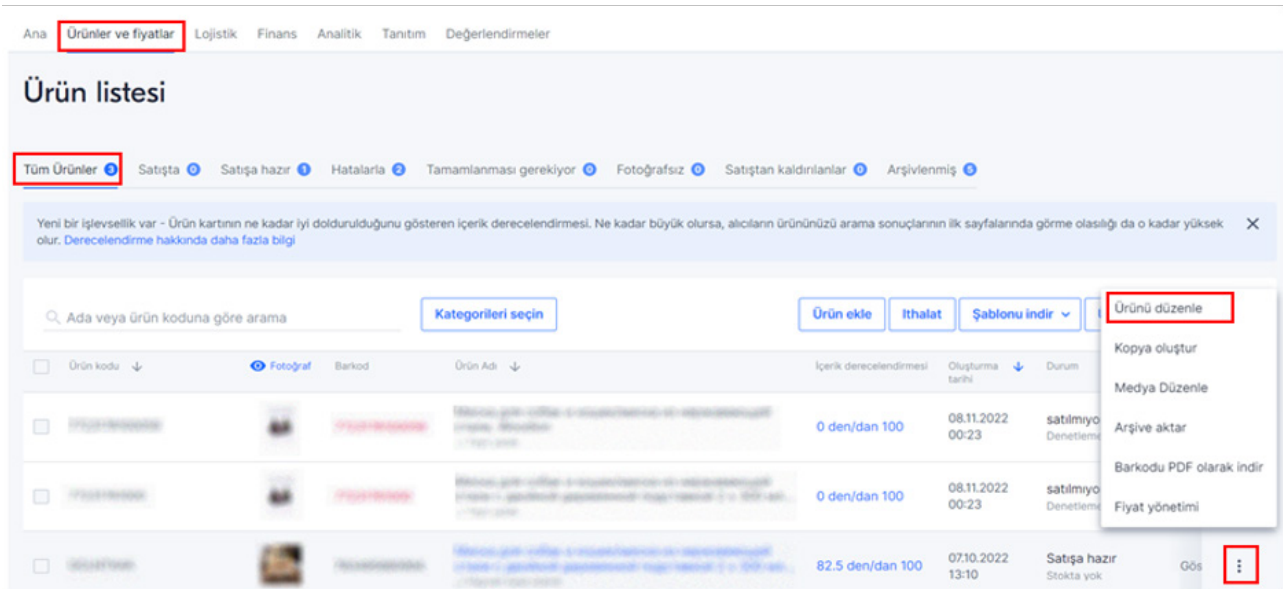 Ana Ürünler ve fiyatlar Lojistik Finans Analitik Tanıtım Değerlendirmeler
Ürün listesi
Tüm Ürünler 3 Satışta 0 Satışa hazır 1 Hatalarla 2 Tamamlanması gerekiyor 0 Fotoğrafsız 0 Satıştan kaldırılanlar 0 Arşivlenmiş 5
Yeni bir işlevsellik var - Ürün kartının ne kadar iyi doldurulduğunu gösteren içerik derecelendirmesi. Ne kadar büyük olursa, alıcıların ürününüzü arama sonuçlarının ilk sayfalarında görme olasılığı da o kadar yüksek
olur. Derecelendirme hakkında daha fazla bilgi
Ada veya ürün koduna göre arama Kategorileri seçin Ürün ekle Ithalat Şablonu indir
Ürün kodu Fotoğraf Barkod Ürün Adı İçerik derecelendirmesi Oluşturma tarihi Durum
0 den/dan 100 08.11.2022 satılmıyo
00:23 Denetleme
0 den/dan 100 08.11.2022 satılmıyo
00:23 Denetleme
82.5 den/dan 100 07.10.2022 Satışa hazır Gös
13:10 Stokta yok
Ürünü düzenle
Kopya oluştur
Medya Düzenle
Arşive aktar
Barkodu PDF olarak indir
Fiyat yönetimi